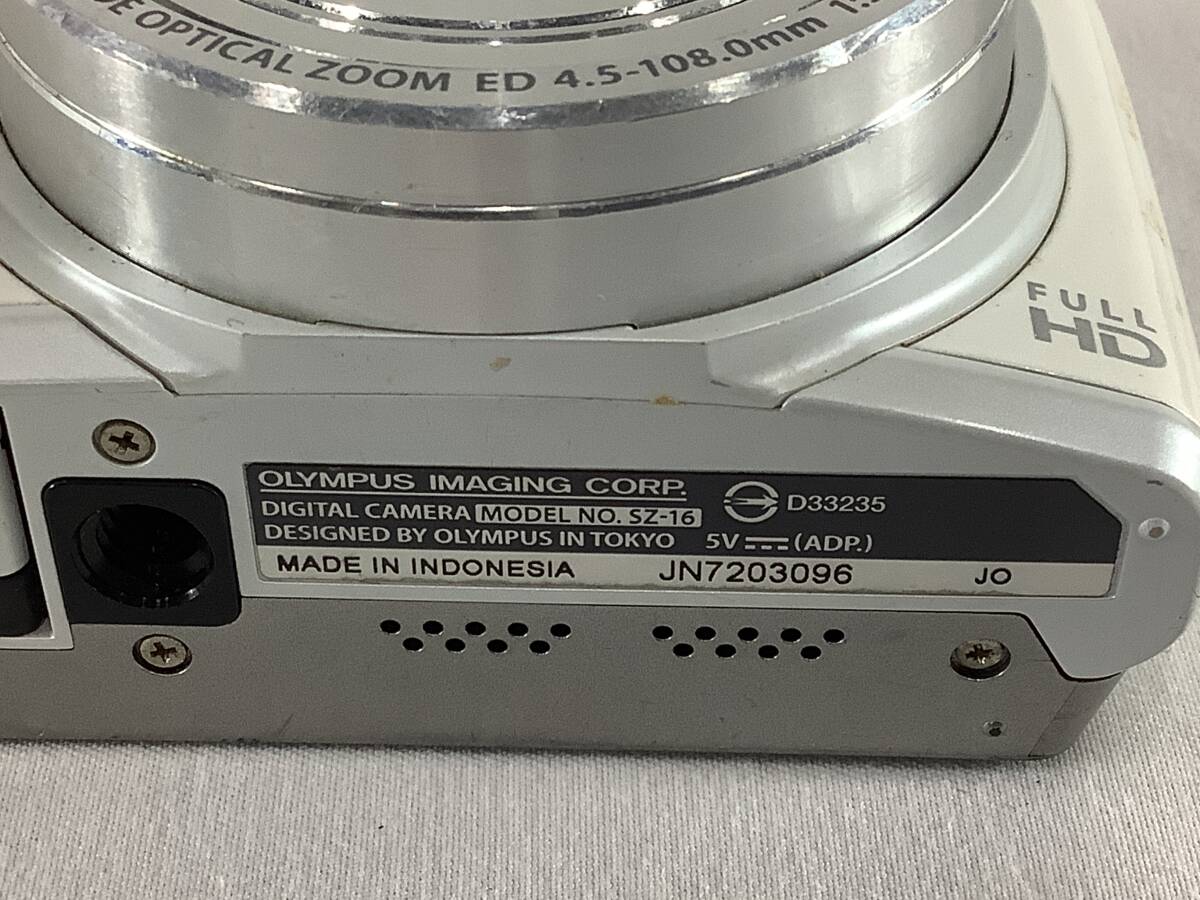 OPTICAL ZOOM ED 4.5-108.0mm
FULL
HD
OLYMPUS IMAGING CORP.
DIGITAL CAMERA MODEL NO. SZ-16
D33235
DESIGNED BY OLYMPUS IN TOKYO 5V (ADP.)
MADE IN INDONESIA JN7203096 JO